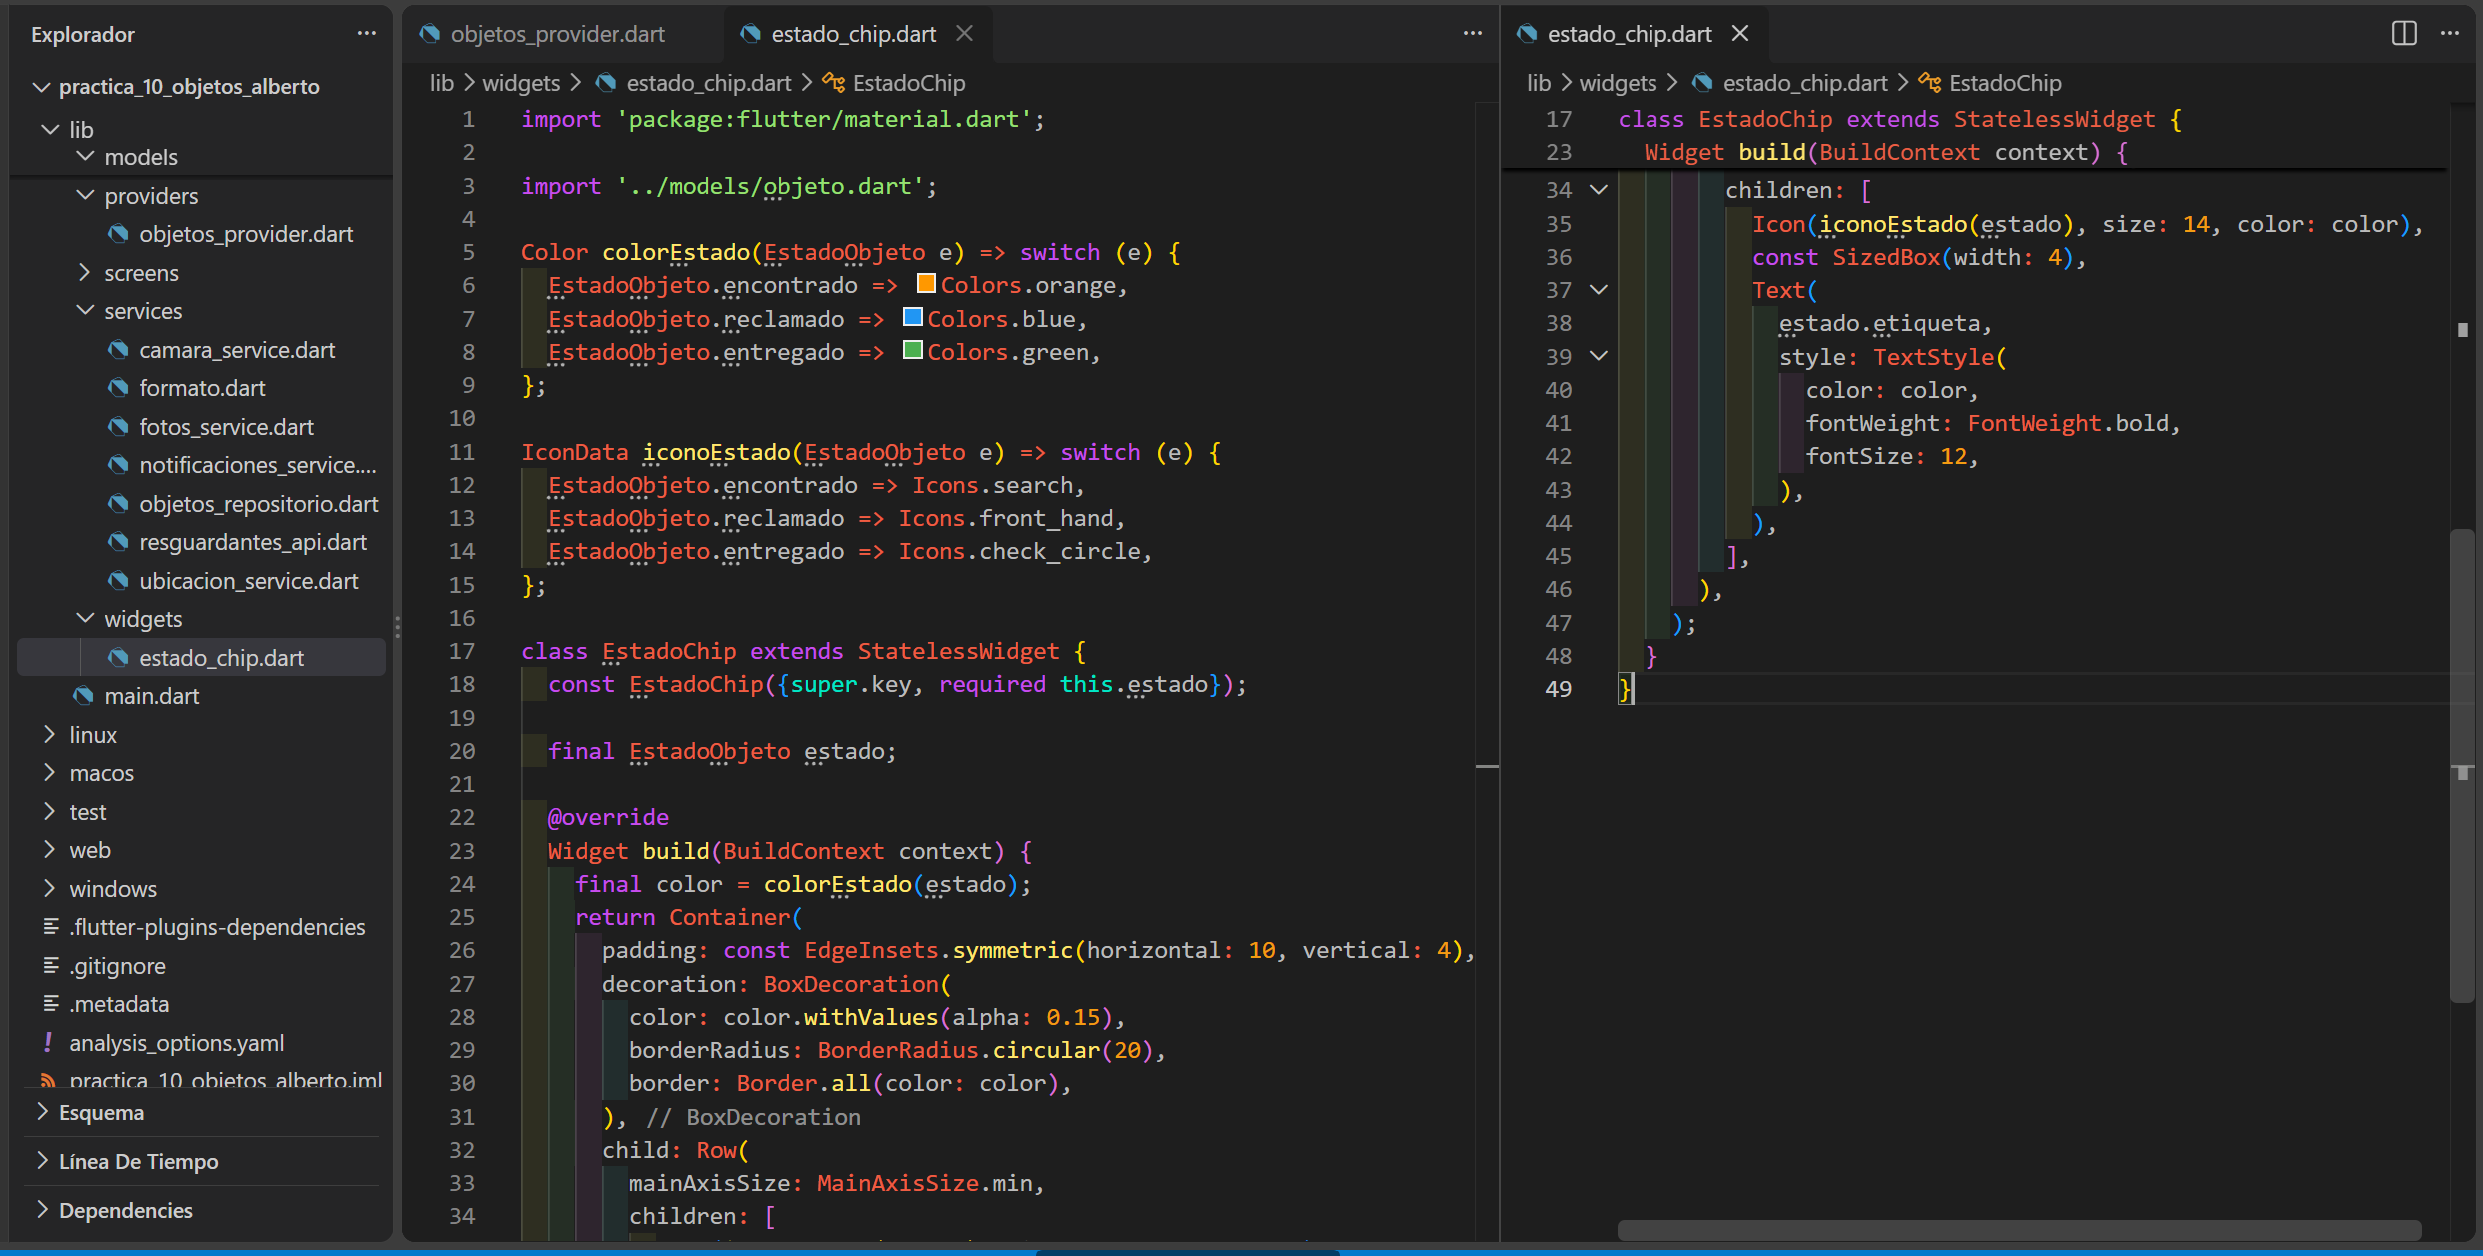 Explorador
practica_10_objetos_alberto
lib
models
providers
objetos_provider.dart
screens
services
camara_service.dart
formato.dart
fotos_service.dart
notificaciones_service....
objetos_repositorio.dart
resguardantes_api.dart
ubicacion_service.dart
widgets
estado_chip.dart
main.dart
linux
macos
test
web
windows
.flutter-plugins-dependencies
.gitignore
.metadata
analysis_options.yaml
practica_10_objetos_alberto.iml
Esquema
Línea De Tiempo
Dependencies
objetos_provider.dart
estado_chip.dart
lib > widgets > estado_chip.dart > EstadoChip
1 import 'package:flutter/material.dart';
2
3 import '../models/objeto.dart';
4
5 Color colorEstado(EstadoObjeto e) => switch (e) {
6   EstadoObjeto.encontrado => Colors.orange,
7   EstadoObjeto.reclamado => Colors.blue,
8   EstadoObjeto.entregado => Colors.green,
9 };
10
11 IconData iconoEstado(EstadoObjeto e) => switch (e) {
12   EstadoObjeto.encontrado => Icons.search,
13   EstadoObjeto.reclamado => Icons.front_hand,
14   EstadoObjeto.entregado => Icons.check_circle,
15 };
16
17 class EstadoChip extends StatelessWidget {
18   const EstadoChip({super.key, required this.estado});
19
20   final EstadoObjeto estado;
21
22   @override
23   Widget build(BuildContext context) {
24     final color = colorEstado(estado);
25     return Container(
26       padding: const EdgeInsets.symmetric(horizontal: 10, vertical: 4),
27       decoration: BoxDecoration(
28         color: color.withValues(alpha: 0.15),
29         borderRadius: BorderRadius.circular(20),
30         border: Border.all(color: color),
31       ), // BoxDecoration
32       child: Row(
33         mainAxisSize: MainAxisSize.min,
34         children: [
estado_chip.dart
lib > widgets > estado_chip.dart > EstadoChip
17 class EstadoChip extends StatelessWidget {
23   Widget build(BuildContext context) {
34         children: [
35           Icon(iconoEstado(estado), size: 14, color: color),
36           const SizedBox(width: 4),
37           Text(
38             estado.etiqueta,
39             style: TextStyle(
40               color: color,
41               fontWeight: FontWeight.bold,
42               fontSize: 12,
43             ),
44           ),
45         ],
46       ),
47     );
48   }
49 }